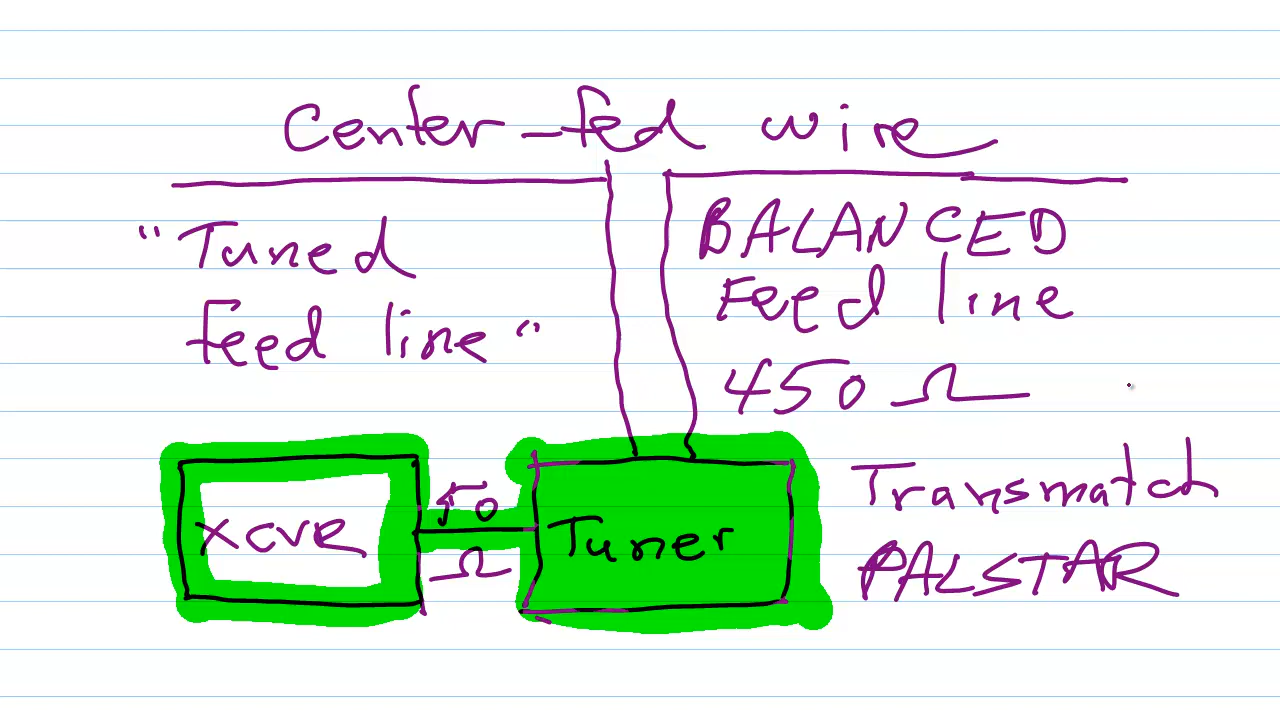 Center-fed wire
"Tuned
feed line"
BALANCED
Feed line
450 Ω
XCVR
50
Ω
Tuner
Transmatch
PALSTAR